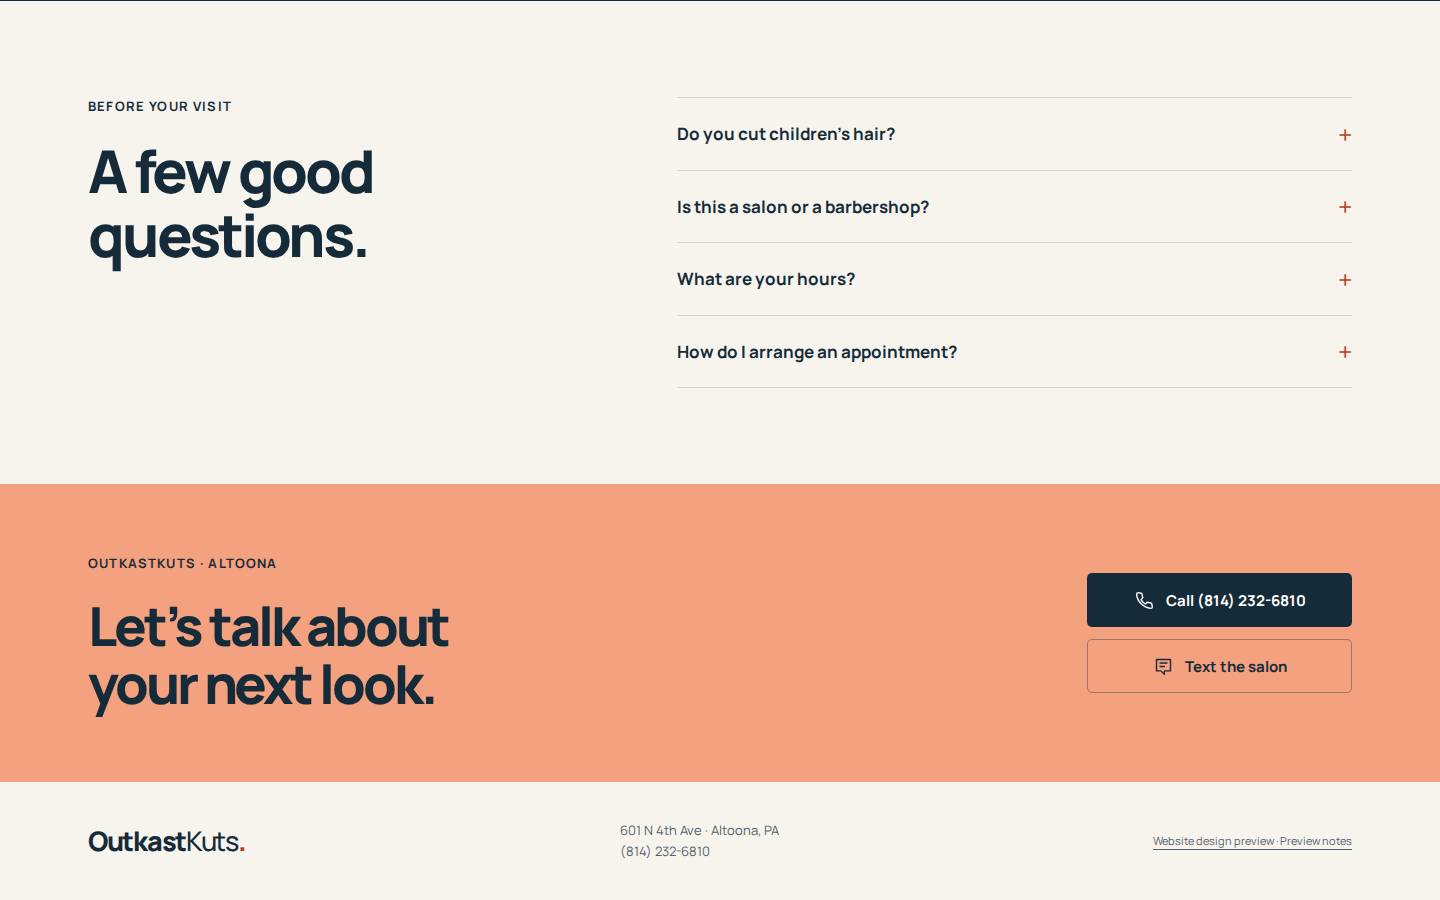 BEFORE YOUR VISIT
A few good
questions.
Do you cut children’s hair?
Is this a salon or a barbershop?
What are your hours?
How do I arrange an appointment?
OUTKASTKUTS · ALTOONA
Let’s talk about
your next look.
Call (814) 232-6810
Text the salon
OutkastKuts.
601 N 4th Ave · Altoona, PA
(814) 232-6810
Website design preview · Preview notes